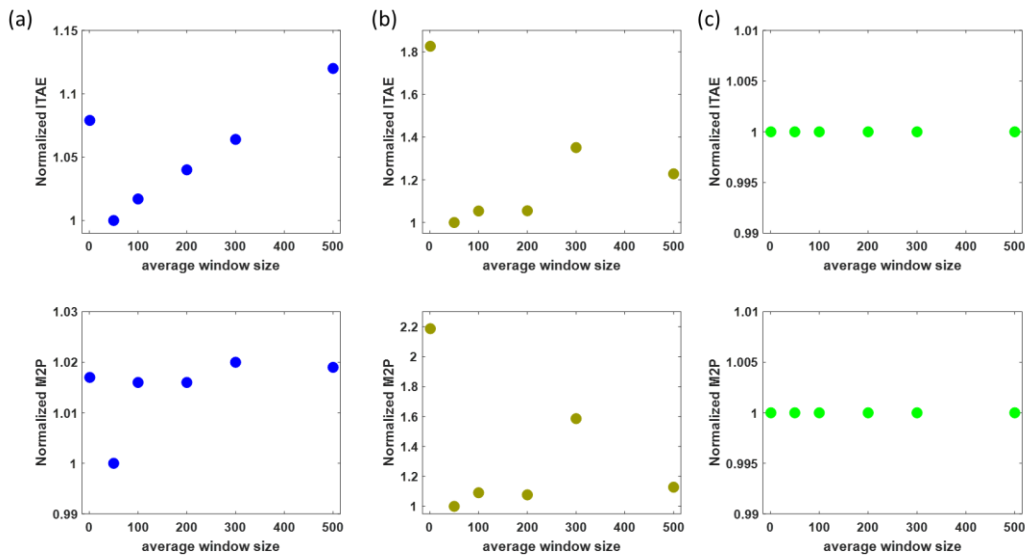 (a)
1.15
1.1
1.05
1
Normalized ITAE
0 100 200 300 400 500
average window size
(b)
1.8
1.6
1.4
1.2
1
Normalized ITAE
0 100 200 300 400 500
average window size
(c)
1.01
1.005
1
0.995
0.99
Normalized ITAE
0 100 200 300 400 500
average window size
1.03
1.02
1.01
1
0.99
Normalized M2P
0 100 200 300 400 500
average window size
2.2
2
1.8
1.6
1.4
1.2
1
Normalized M2P
0 100 200 300 400 500
average window size
1.01
1.005
1
0.995
0.99
Normalized M2P
0 100 200 300 400 500
average window size